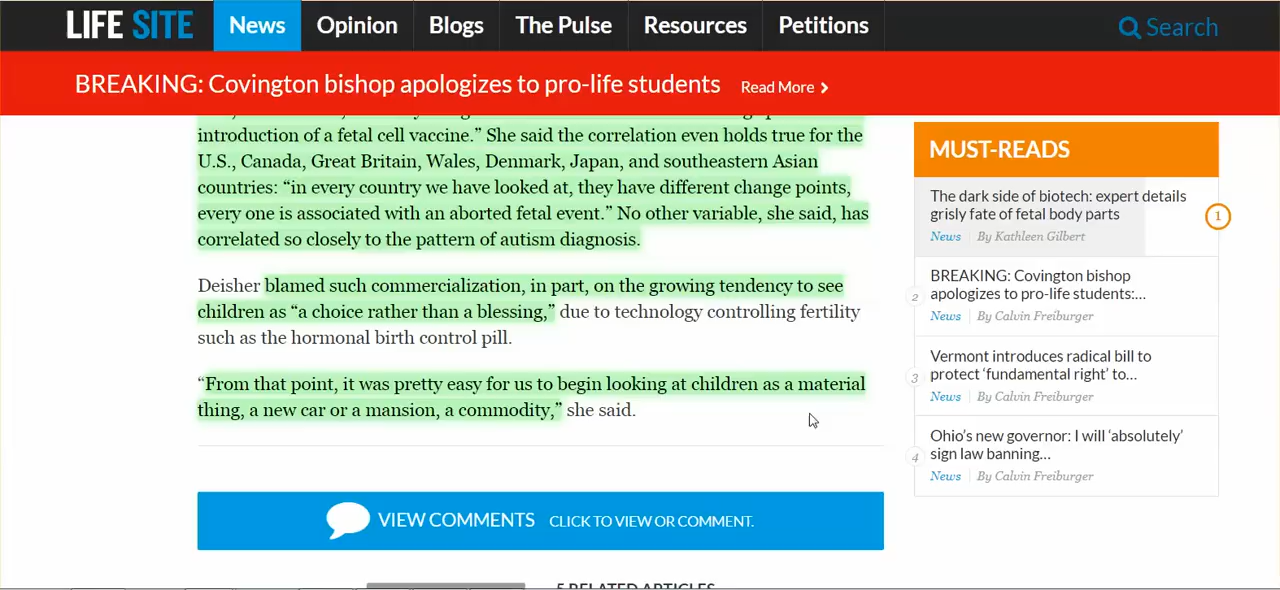 LIFE SITE News Opinion Blogs The Pulse Resources Petitions Search
BREAKING: Covington bishop apologizes to pro-life students Read More
introduction of a fetal cell vaccine.” She said the correlation even holds true for the
U.S., Canada, Great Britain, Wales, Denmark, Japan, and southeastern Asian
countries: “in every country we have looked at, they have different change points,
every one is associated with an aborted fetal event.” No other variable, she said, has
correlated so closely to the pattern of autism diagnosis.
Deisher blamed such commercialization, in part, on the growing tendency to see
children as “a choice rather than a blessing,” due to technology controlling fertility
such as the hormonal birth control pill.
“From that point, it was pretty easy for us to begin looking at children as a material
thing, a new car or a mansion, a commodity,” she said.
VIEW COMMENTS CLICK TO VIEW OR COMMENT.
5 RELATED ARTICLES
MUST-READS
The dark side of biotech: expert details
grisly fate of fetal body parts
1
News By Kathleen Gilbert
BREAKING: Covington bishop
2
apologizes to pro-life students:...
News By Calvin Freiburger
Vermont introduces radical bill to
3
protect ‘fundamental right’ to...
News By Calvin Freiburger
Ohio’s new governor: I will ‘absolutely’
4
sign law banning...
News By Calvin Freiburger